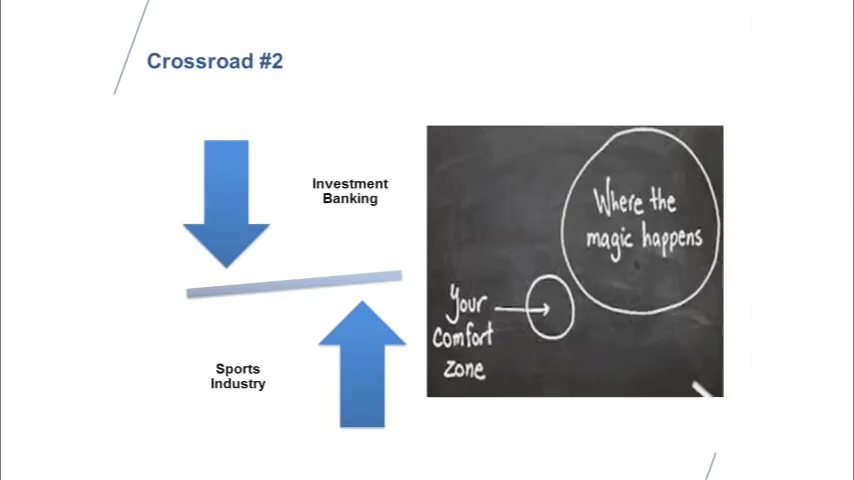 Crossroad #2
Investment
Banking
Sports
Industry
Where the
magic happens
Your
comfort
zone